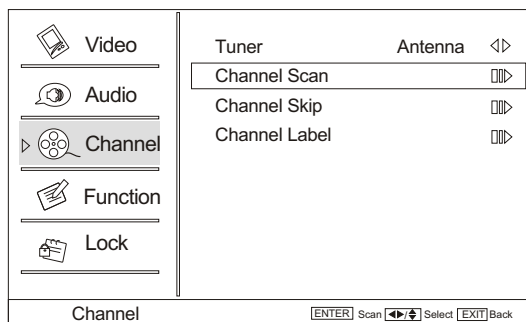 Video
Audio
Channel
Function
Lock
Tuner Antenna
Channel Scan
Channel Skip
Channel Label
Channel ENTER Scan / Select EXIT Back